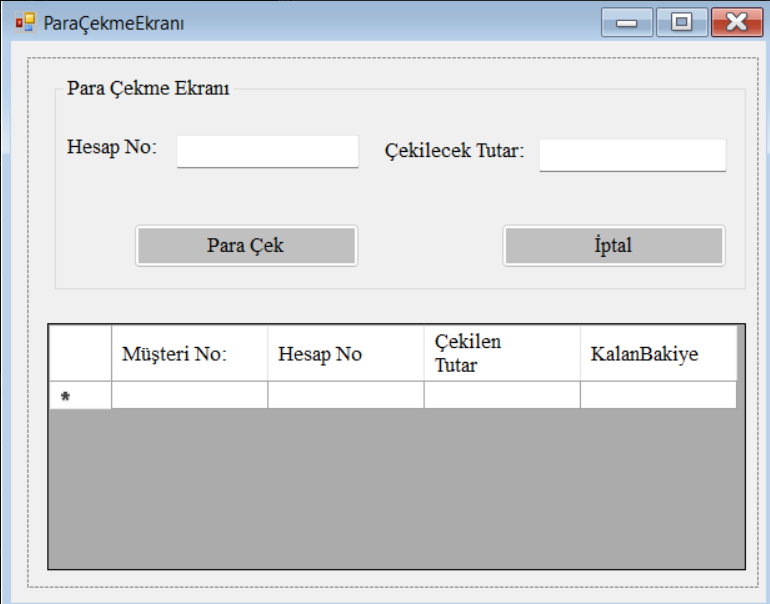 ParaÇekmeEkranı
Para Çekme Ekranı
Hesap No:
Çekilecek Tutar:
Para Çek
İptal
Müşteri No:
Hesap No
Çekilen
Tutar
KalanBakiye
*